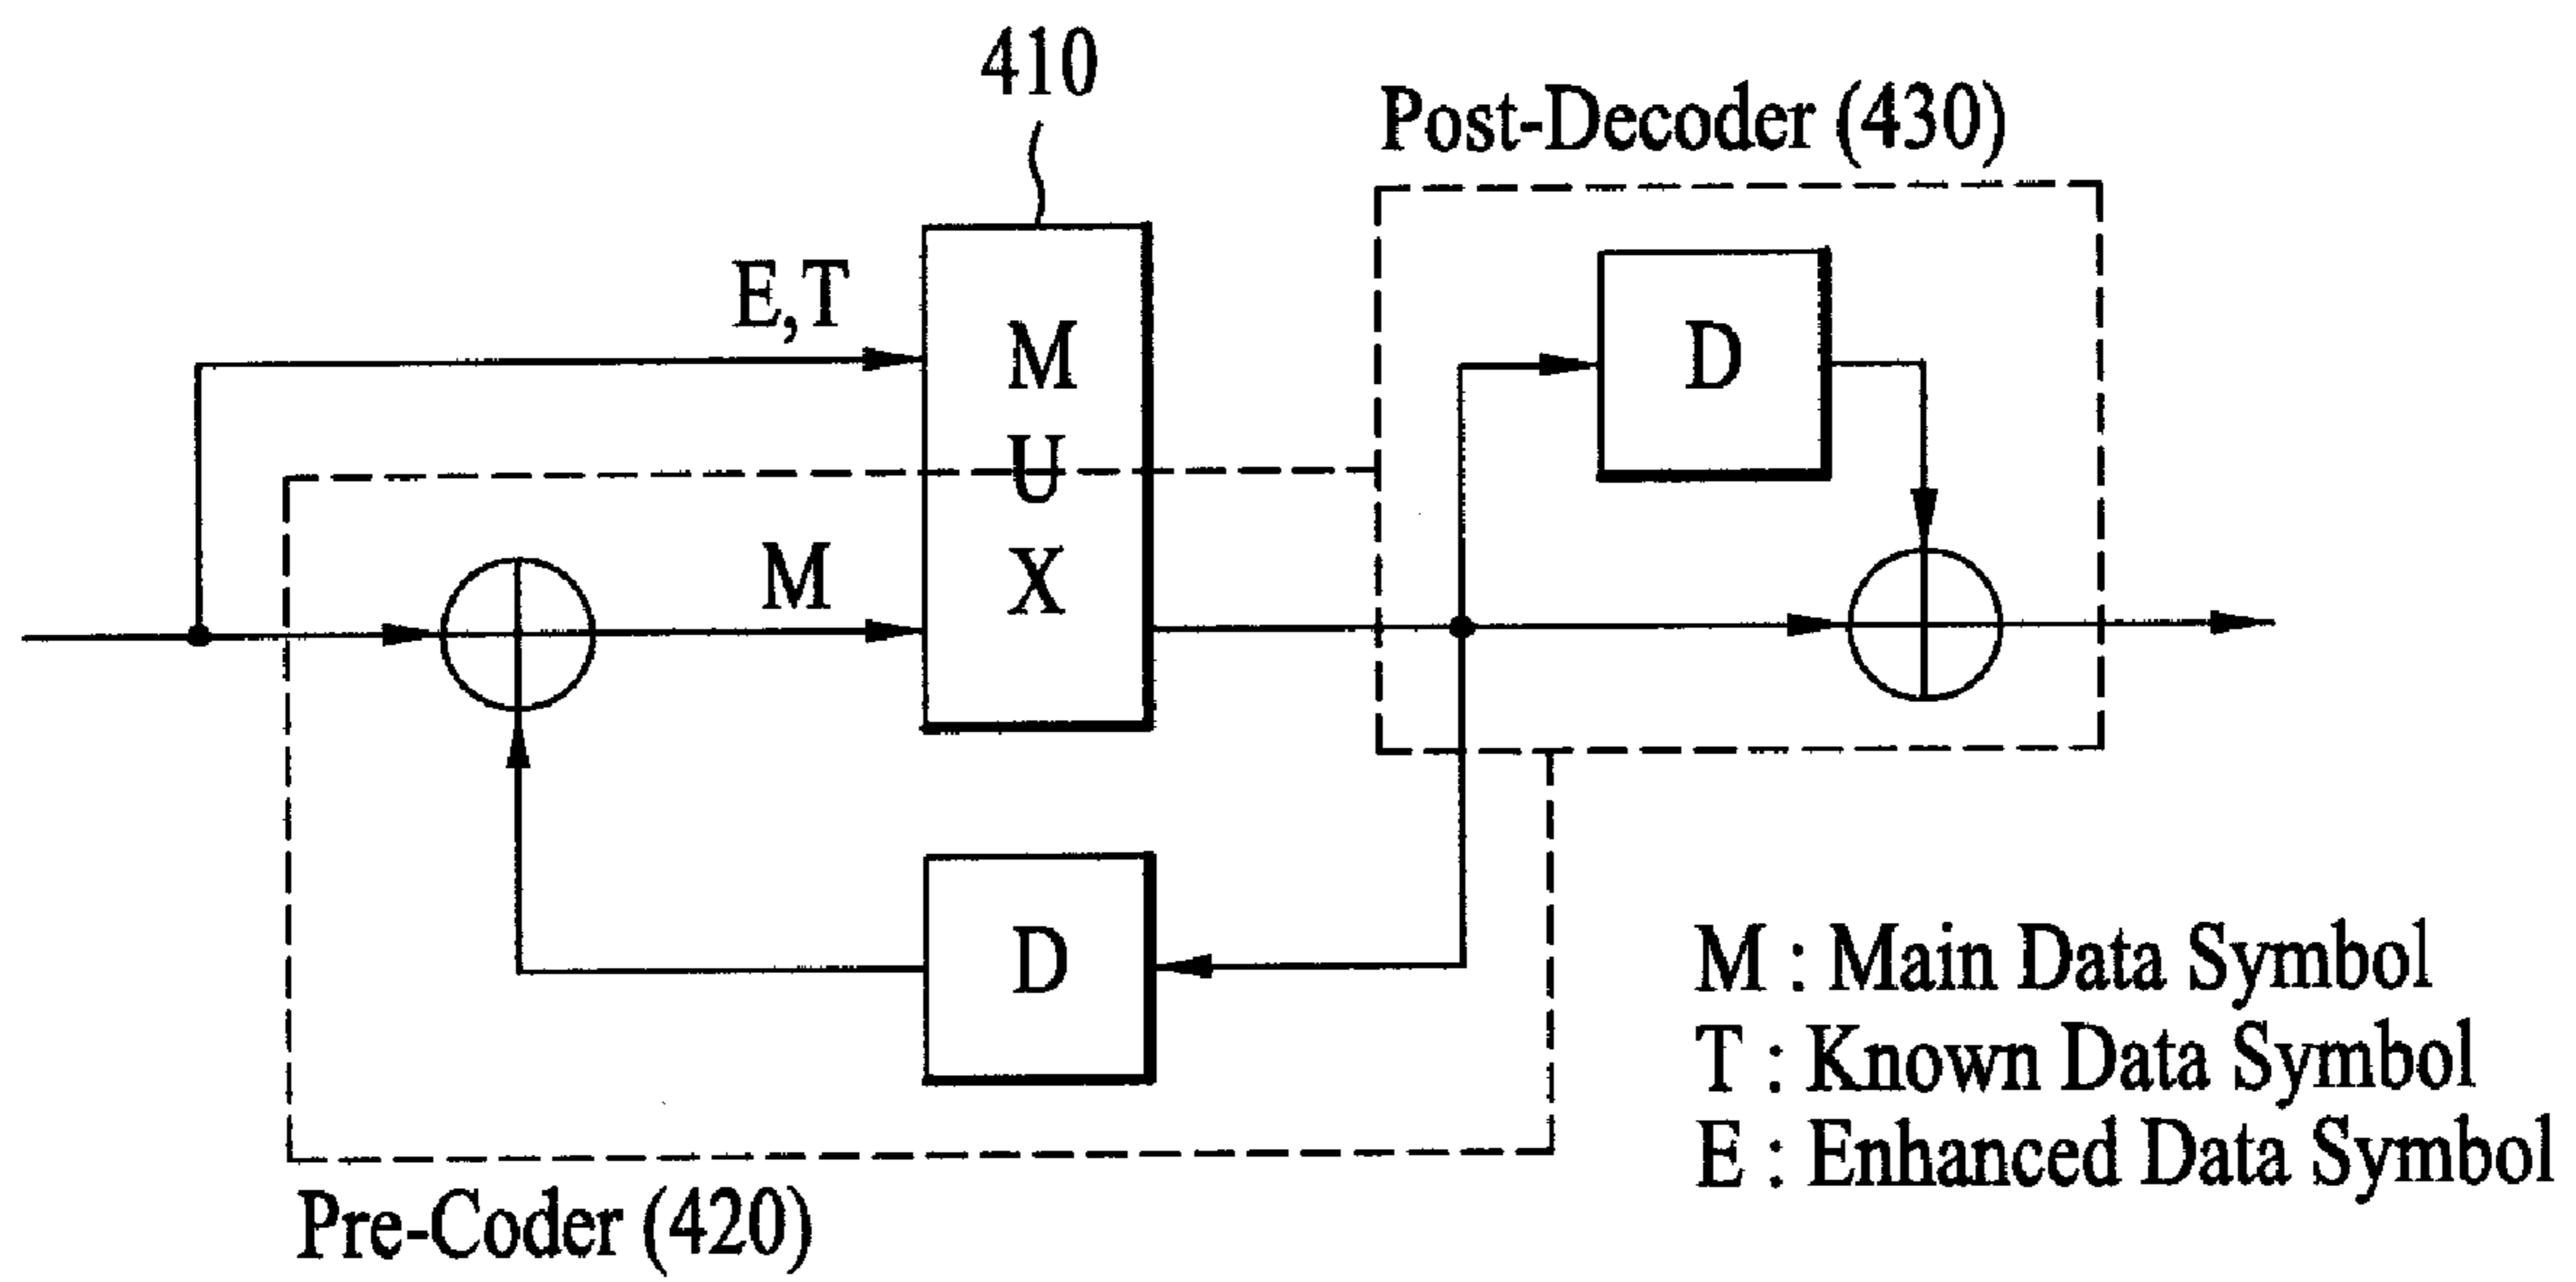 410
Post-Decoder (430)
E,T
M
U
X
D
M
D
M : Main Data Symbol
T : Known Data Symbol
E : Enhanced Data Symbol
Pre-Coder (420)